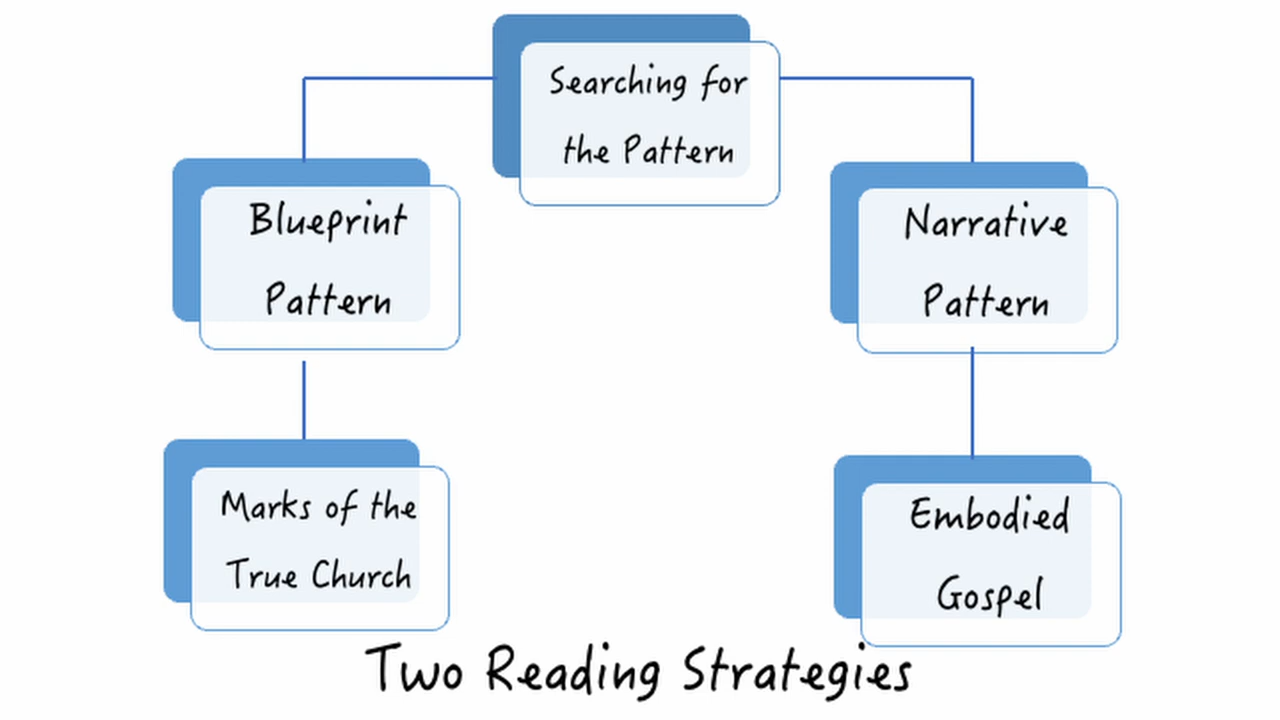 Searching for
the Pattern
Blueprint
Pattern
Narrative
Pattern
Marks of the
True Church
Embodied
Gospel
Two Reading Strategies